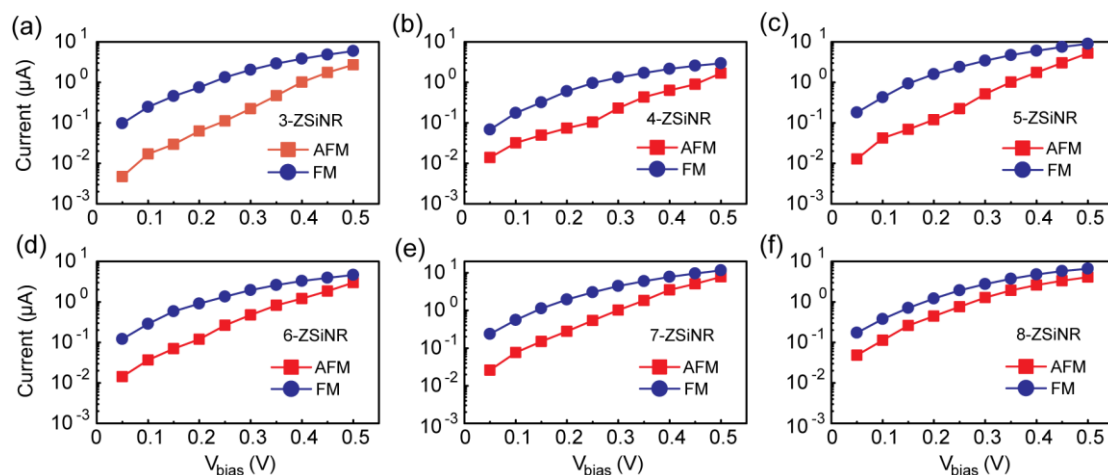 (a)
Current (µA)
10^1
10^0
10^-1
10^-2
10^-3
3-ZSiNR
AFM
FM
0 0.1 0.2 0.3 0.4 0.5
(b)
10^1
10^0
10^-1
10^-2
10^-3
4-ZSiNR
AFM
FM
0 0.1 0.2 0.3 0.4 0.5
(c)
10^1
10^0
10^-1
10^-2
10^-3
5-ZSiNR
AFM
FM
0 0.1 0.2 0.3 0.4 0.5
(d)
Current (µA)
10^1
10^0
10^-1
10^-2
10^-3
6-ZSiNR
AFM
FM
0 0.1 0.2 0.3 0.4 0.5
V_bias (V)
(e)
10^1
10^0
10^-1
10^-2
10^-3
7-ZSiNR
AFM
FM
0 0.1 0.2 0.3 0.4 0.5
V_bias (V)
(f)
10^1
10^0
10^-1
10^-2
10^-3
8-ZSiNR
AFM
FM
0 0.1 0.2 0.3 0.4 0.5
V_bias (V)